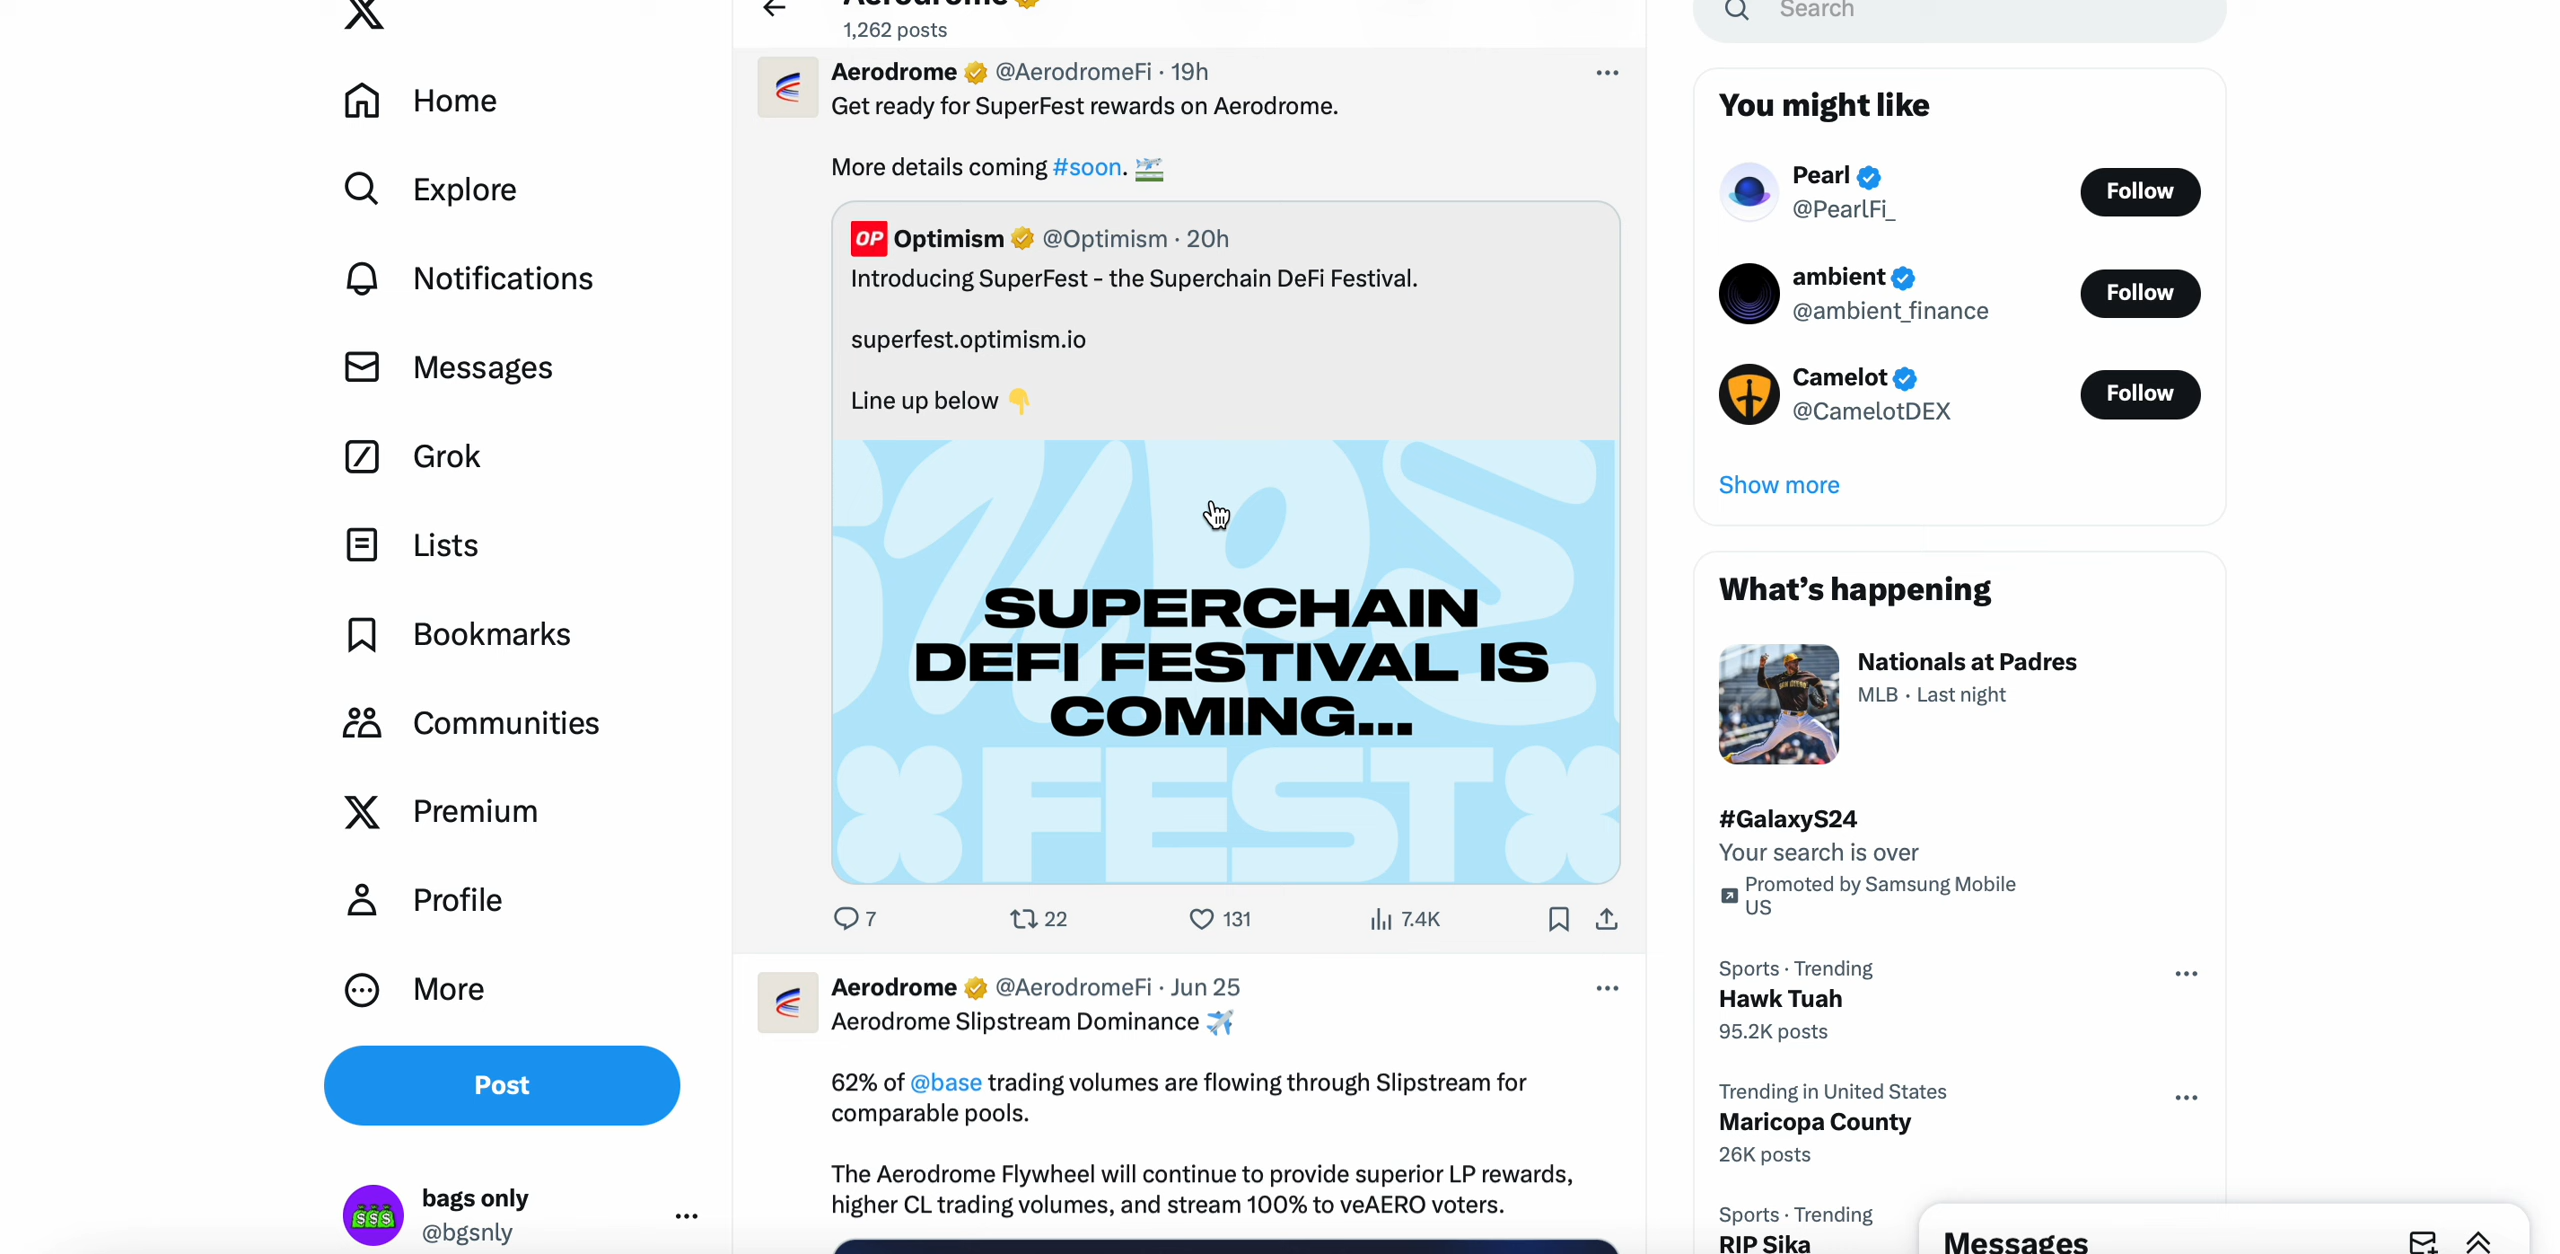 Home
Explore
Notifications
Messages
Grok
Lists
Bookmarks
Communities
Premium
Profile
More
Post
bags only
@bgsnly
Aerodrome
1,262 posts
Aerodrome @AerodromeFi · 19h
Get ready for SuperFest rewards on Aerodrome.
More details coming #soon. 🛫
OP Optimism @Optimism · 20h
Introducing SuperFest - the Superchain DeFi Festival.
superfest.optimism.io
Line up below 👇
SUPERCHAIN
DEFI FESTIVAL IS
COMING...
FEST
7 22 131 7.4K
Aerodrome @AerodromeFi · Jun 25
Aerodrome Slipstream Dominance ✈️
62% of @base trading volumes are flowing through Slipstream for
comparable pools.
The Aerodrome Flywheel will continue to provide superior LP rewards,
higher CL trading volumes, and stream 100% to veAERO voters.
Search
You might like
Pearl
@PearlFi_
Follow
ambient
@ambient_finance
Follow
Camelot
@CamelotDEX
Follow
Show more
What's happening
Nationals at Padres
MLB · Last night
#GalaxyS24
Your search is over
Promoted by Samsung Mobile
US
Sports · Trending
Hawk Tuah
95.2K posts
Trending in United States
Maricopa County
26K posts
Sports · Trending
RIP Sika
Messages